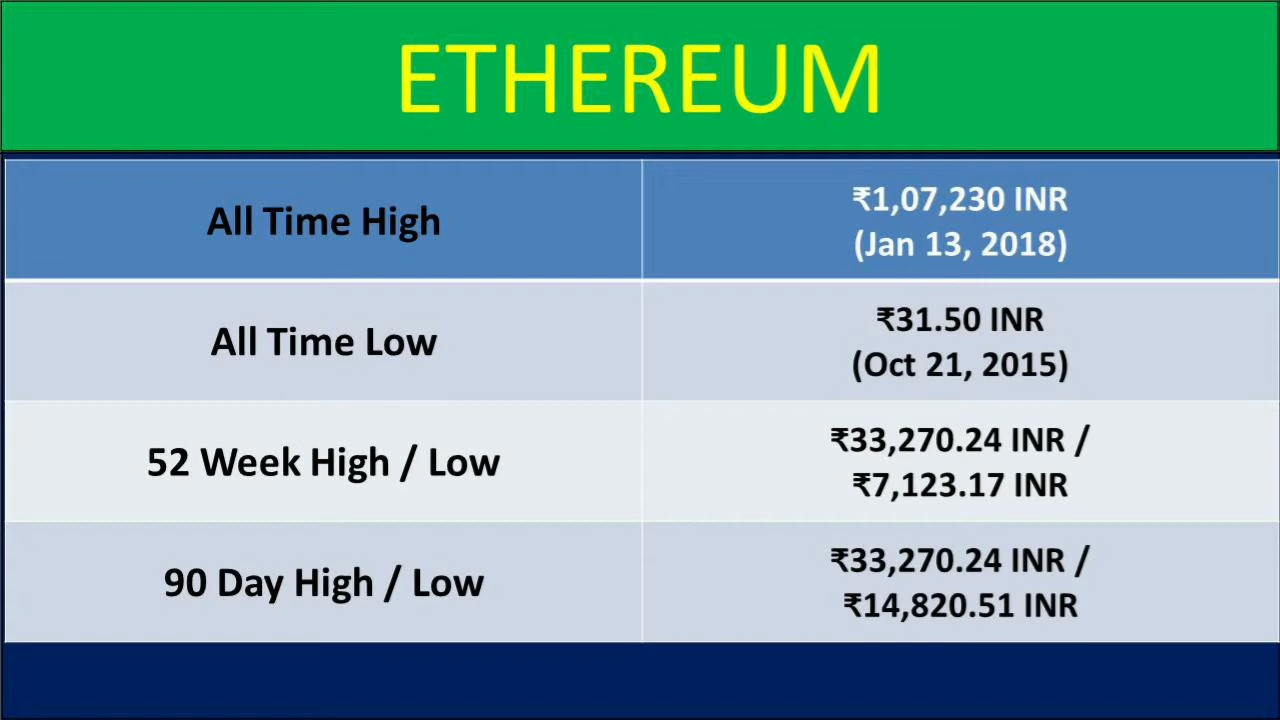 ETHEREUM
All Time High
₹1,07,230 INR
(Jan 13, 2018)
All Time Low
₹31.50 INR
(Oct 21, 2015)
52 Week High / Low
₹33,270.24 INR /
₹7,123.17 INR
90 Day High / Low
₹33,270.24 INR /
₹14,820.51 INR